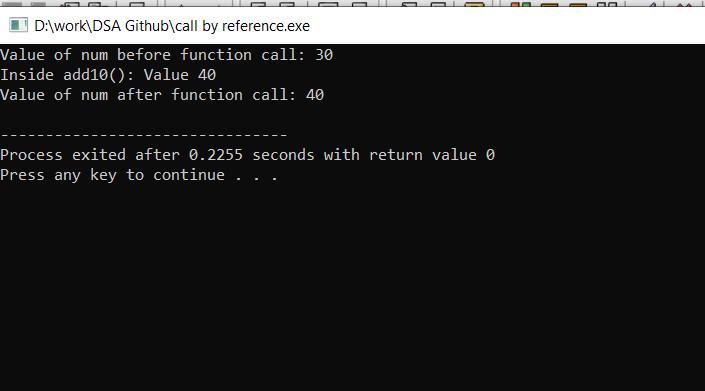 D:\work\DSA Github\call by reference.exe
Value of num before function call: 30
Inside add10(): Value 40
Value of num after function call: 40
--------------------------------
Process exited after 0.2255 seconds with return value 0
Press any key to continue . . .